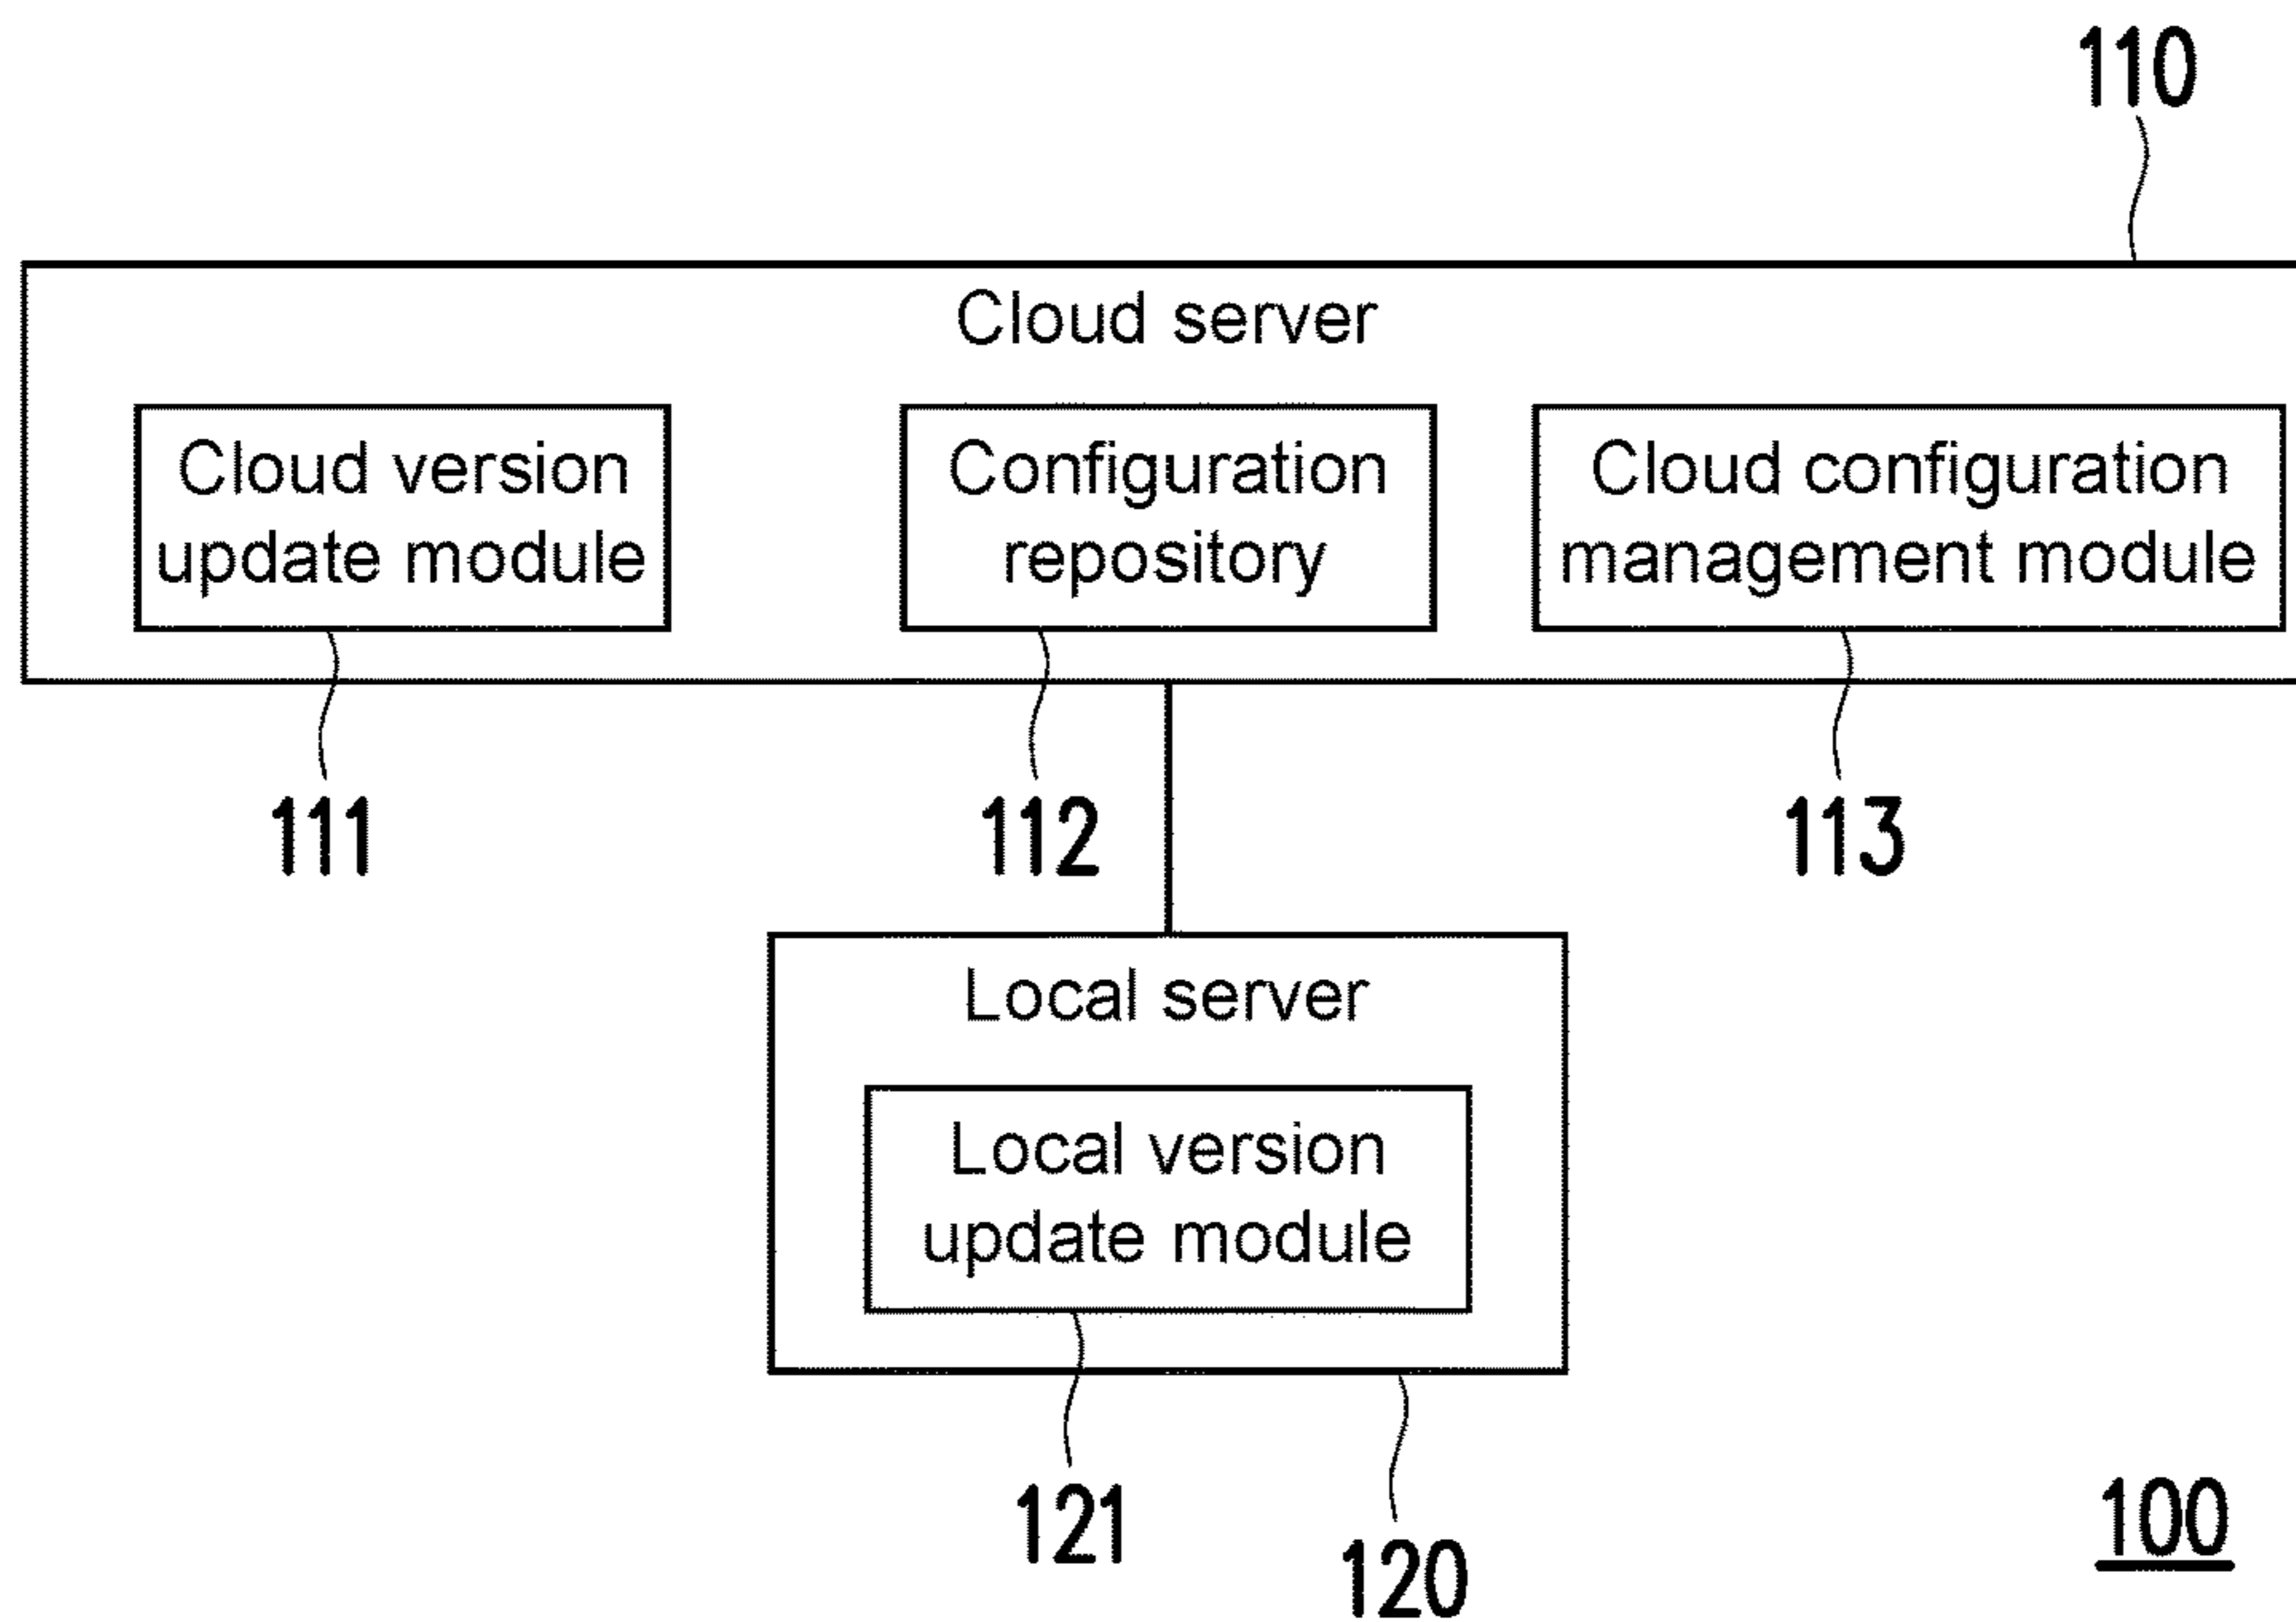 110
Cloud server
Cloud version
update module
Configuration
repository
Cloud configuration
management module
111
112
113
Local server
Local version
update module
121
120
100